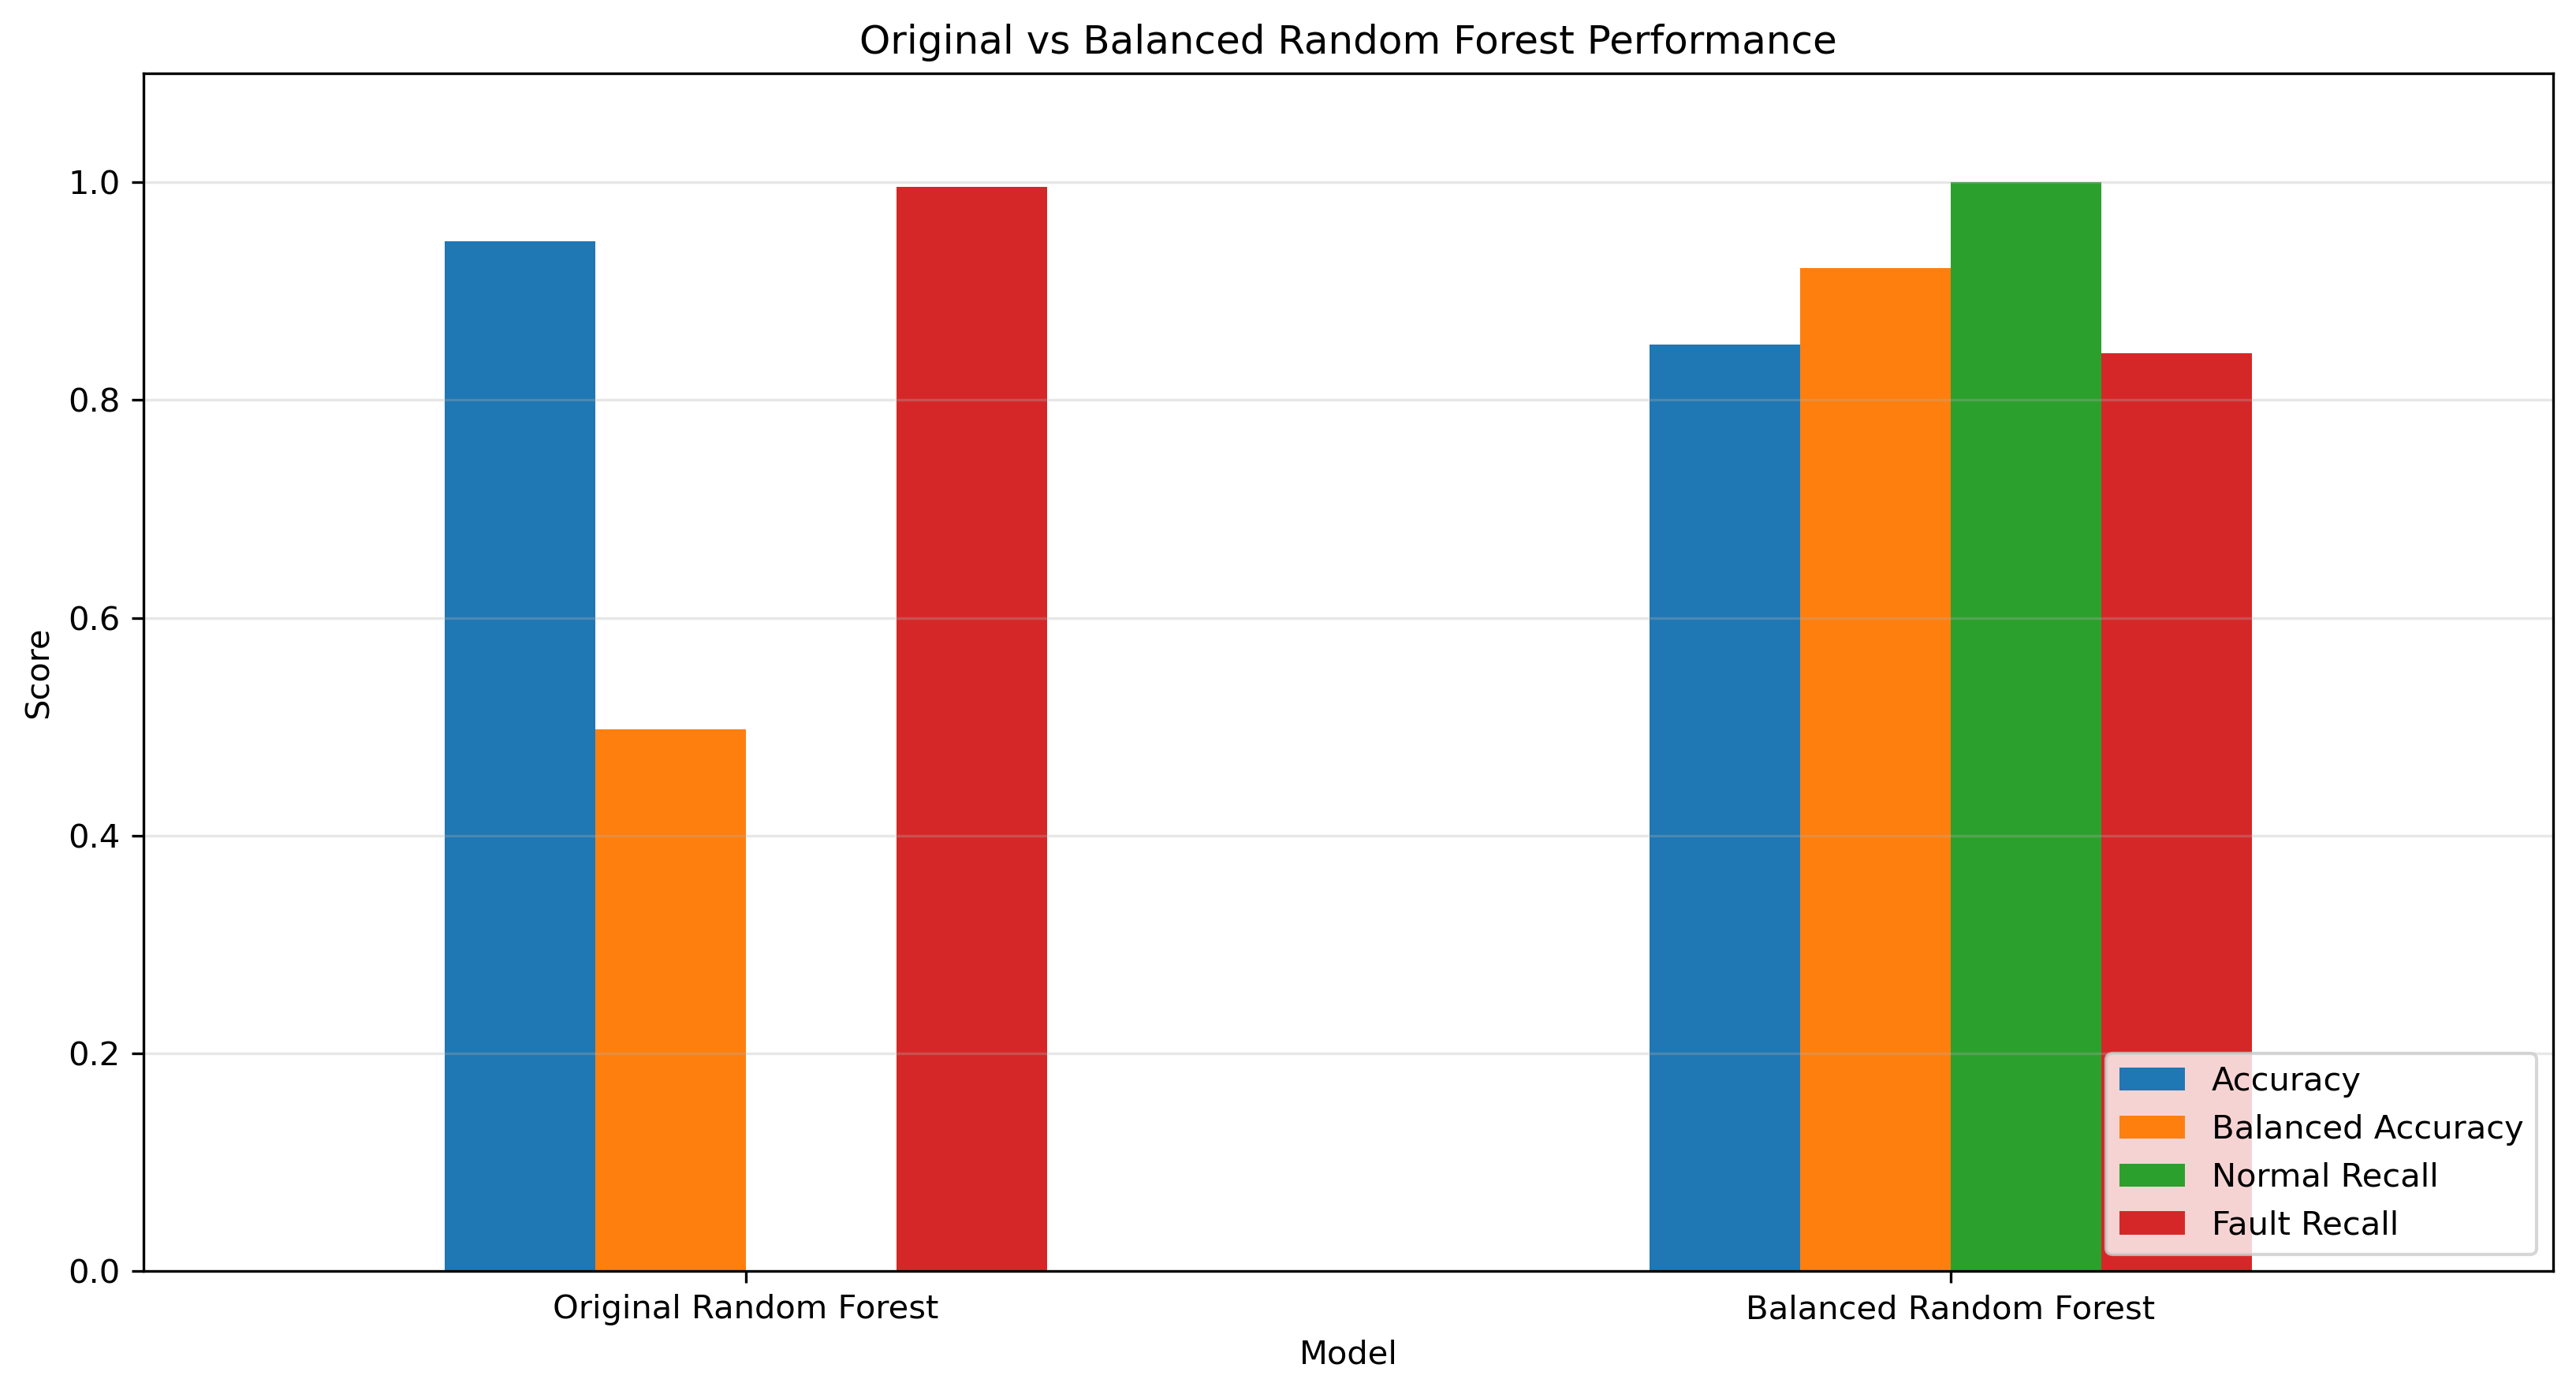 Original vs Balanced Random Forest Performance
1.0
0.8
0.6
0.4
0.2
0.0
Score
Original Random Forest
Balanced Random Forest
Model
Accuracy
Balanced Accuracy
Normal Recall
Fault Recall